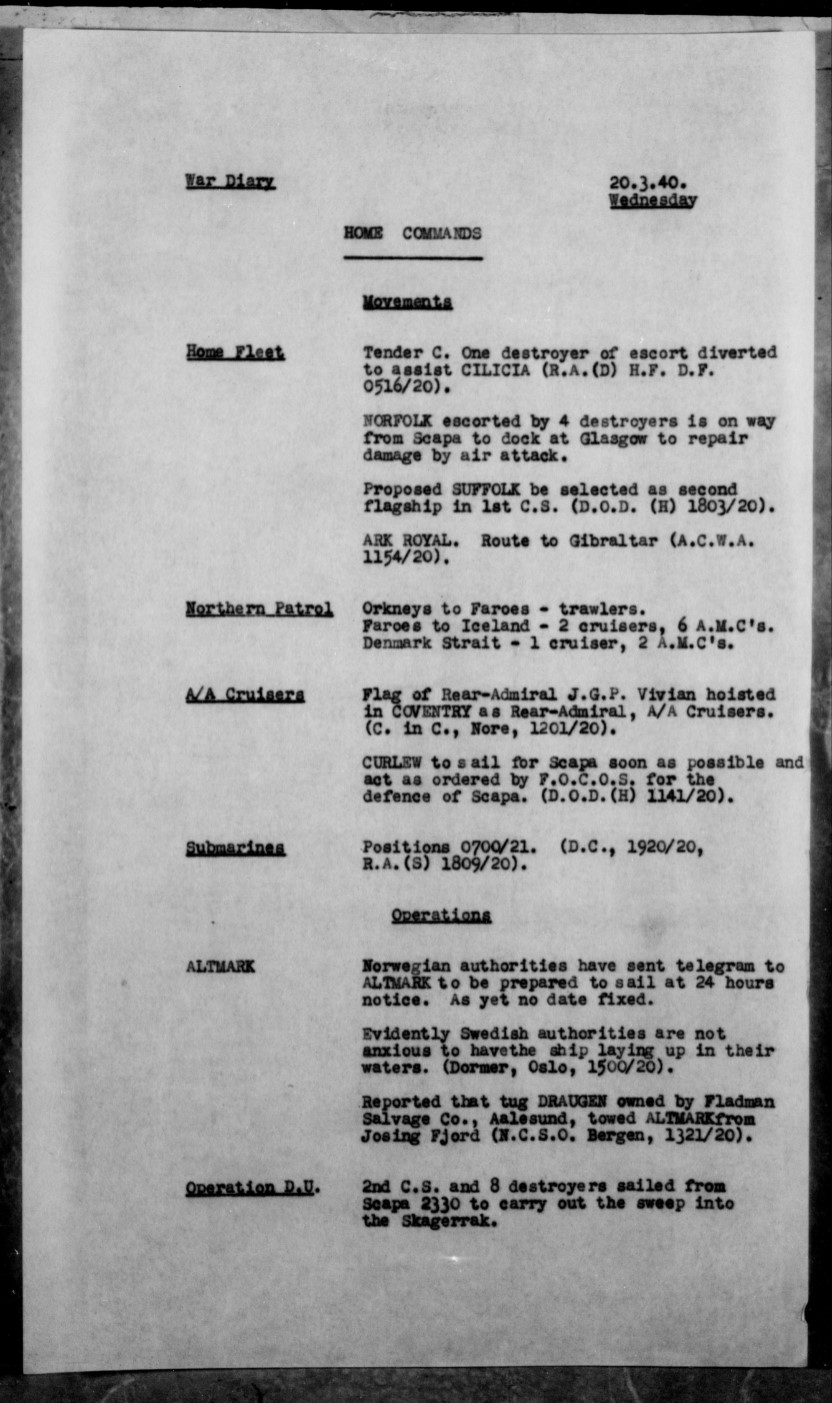 War Diary 20.3.40.
Wednesday
HOME COMMANDS
Movements
Home Fleet Tender C. One destroyer of escort diverted
to assist CILICIA (R.A.(D) H.F. D.F.
0516/20).
NORFOLK escorted by 4 destroyers is on way
from Scapa to dock at Glasgow to repair
damage by air attack.
Proposed SUFFOLK be selected as second
flagship in 1st C.S. (D.O.D. (H) 1803/20).
ARK ROYAL. Route to Gibraltar (A.C.W.A.
1154/20).
Northern Patrol Orkneys to Faroes - trawlers.
Faroes to Iceland - 2 cruisers, 6 A.M.C's.
Denmark Strait - 1 cruiser, 2 A.M.C's.
A/A Cruisers Flag of Rear-Admiral J.G.P. Vivian hoisted
in COVENTRY as Rear-Admiral, A/A Cruisers.
(C. in C., Nore, 1201/20).
CURLEW to sail for Scapa soon as possible and
act as ordered by F.O.C.O.S. for the
defence of Scapa. (D.O.D.(H) 1141/20).
Submarines Positions 0700/21. (D.C., 1920/20,
R.A.(S) 1809/20).
Operations
ALTMARK Norwegian authorities have sent telegram to
ALTMARK to be prepared to sail at 24 hours
notice. As yet no date fixed.
Evidently Swedish authorities are not
anxious to havethe ship laying up in their
waters. (Dormer, Oslo, 1500/20).
Reported that tug DRAUGEN owned by Fladman
Salvage Co., Aalesund, towed ALTMARKfrom
Josing Fjord (N.C.S.O. Bergen, 1321/20).
Operation D.U. 2nd C.S. and 8 destroyers sailed from
Scapa 2330 to carry out the sweep into
the Skagerrak.